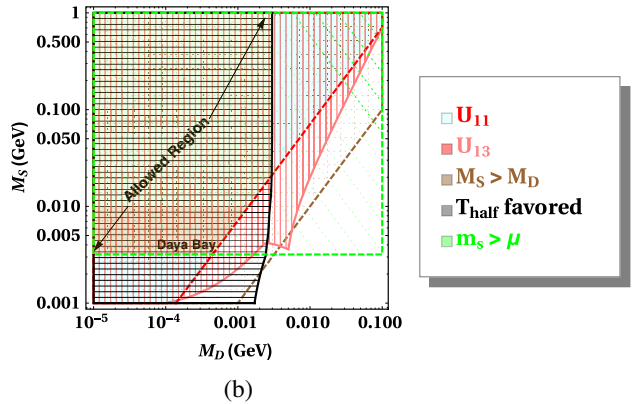 1
0.500
0.100
0.050
0.010
0.005
0.001
M_S (GeV)
Allowed Region
Daya Bay
10^-5
10^-4
0.001
0.010
0.100
M_D (GeV)
U_11
U_13
M_S > M_D
T_half favored
m_s > μ
(b)